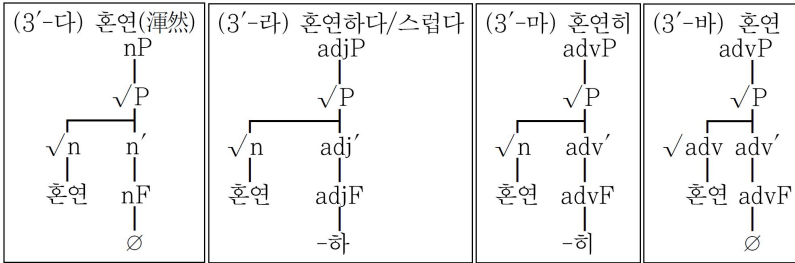 (3′-다) 혼연(渾然)
nP
√P
√n n′
혼연 nF
∅
(3′-라) 혼연하다/스럽다
adjP
√P
√n adj′
혼연 adjF
-하
(3′-마) 혼연히
advP
√P
√n adv′
혼연 advF
-히
(3′-바) 혼연
advP
√P
√adv adv′
혼연 advF
∅